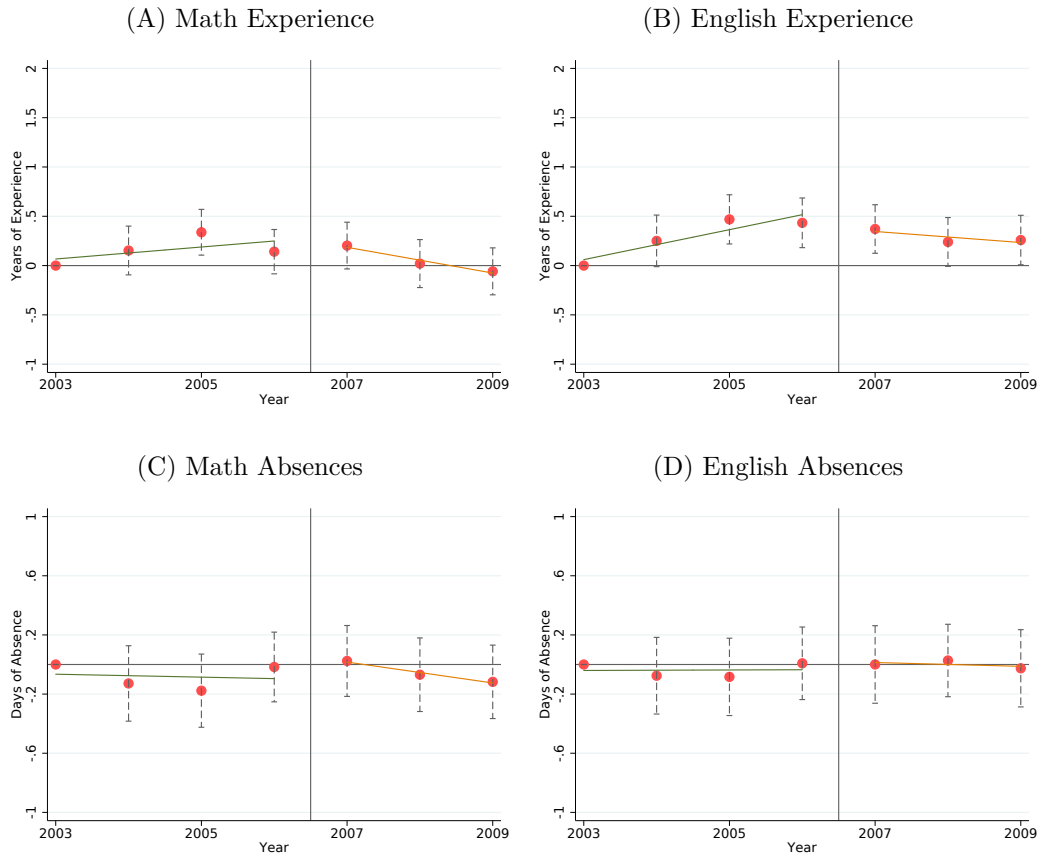 (A) Math Experience
Years of Experience
2
1.5
1
.5
0
-.5
-1
2003 2005 2007 2009
Year
(B) English Experience
Years of Experience
2
1.5
1
.5
0
-.5
-1
2003 2005 2007 2009
Year
(C) Math Absences
Days of Absence
1
.6
.2
-.2
-.6
-1
2003 2005 2007 2009
Year
(D) English Absences
Days of Absence
1
.6
.2
-.2
-.6
-1
2003 2005 2007 2009
Year